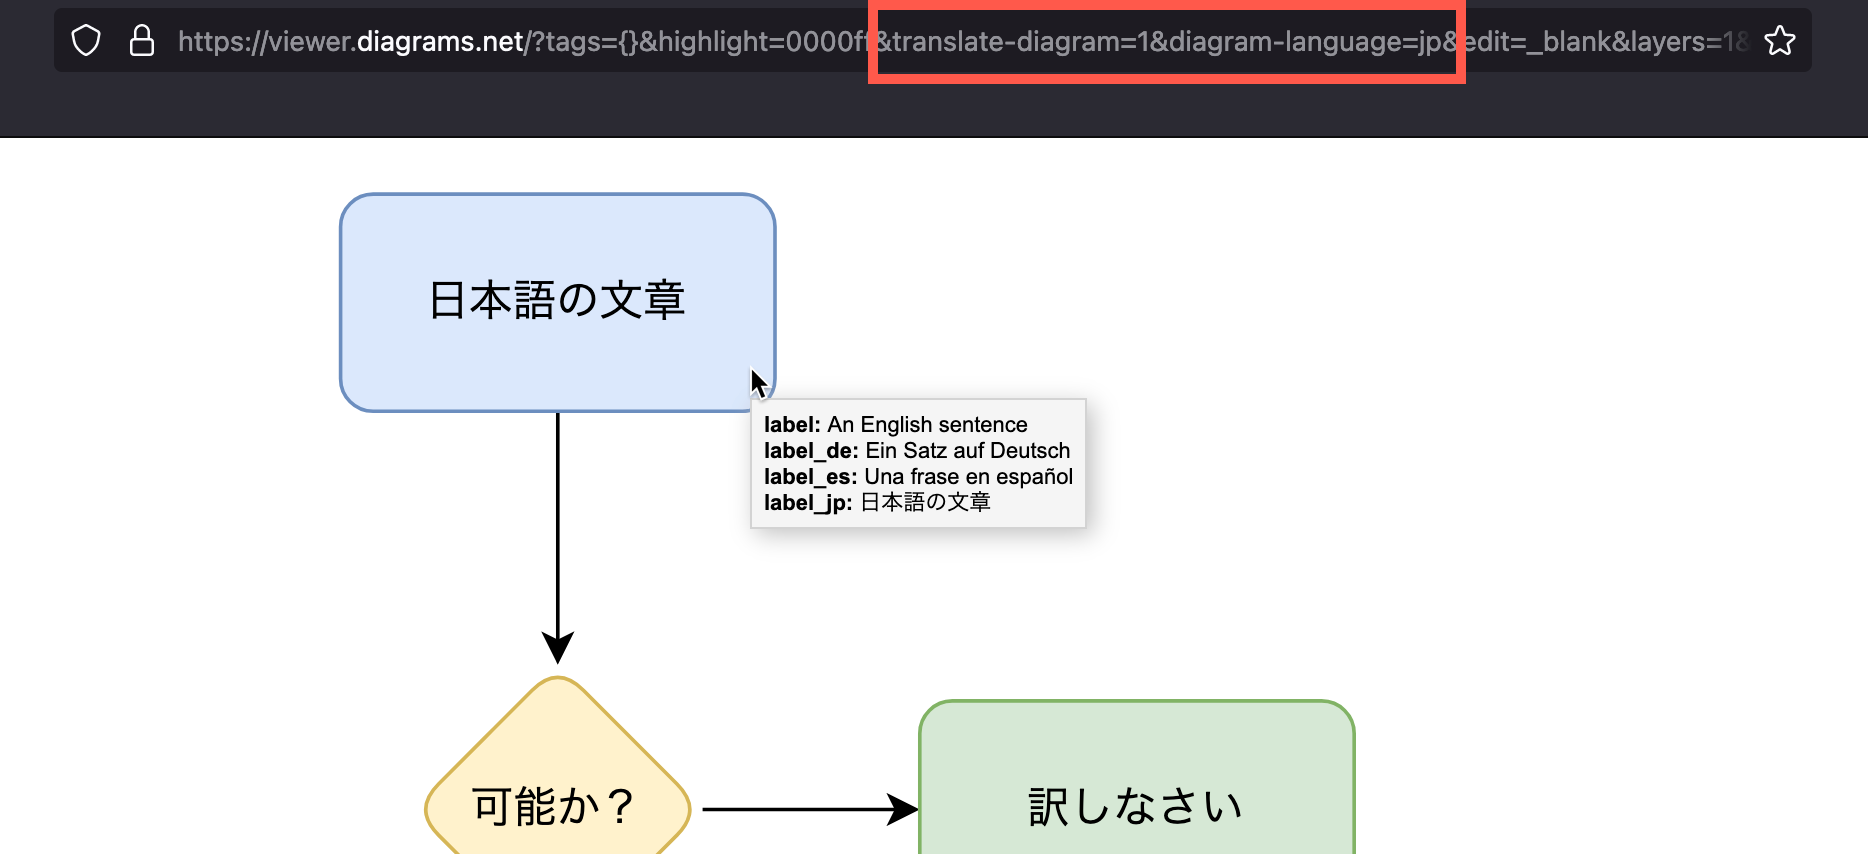 https://viewer.diagrams.net/?tags={}&highlight=0000ff&translate-diagram=1&diagram-language=jp&edit=_blank&layers=1&
日本語の文章
label: An English sentence
label_de: Ein Satz auf Deutsch
label_es: Una frase en español
label_jp: 日本語の文章
可能か？
訳しなさい